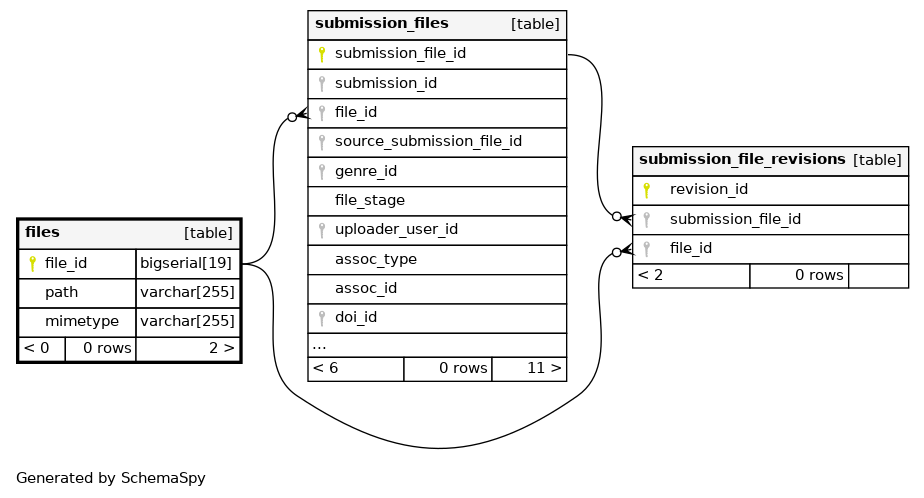 submission_files [table]
submission_file_id
submission_id
file_id
source_submission_file_id
genre_id
file_stage
uploader_user_id
assoc_type
assoc_id
doi_id
...
< 6 0 rows 11 >
submission_file_revisions [table]
revision_id
submission_file_id
file_id
< 2 0 rows
files [table]
file_id bigserial[19]
path varchar[255]
mimetype varchar[255]
< 0 0 rows 2 >
Generated by SchemaSpy